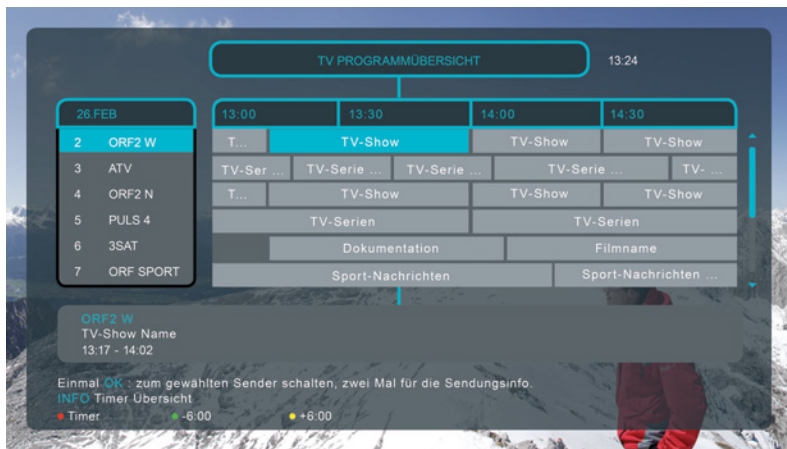 TV PROGRAMMÜBERSICHT 13:24
26.FEB 13:00 13:30 14:00 14:30
2 ORF2 W T... TV-Show TV-Show TV-Show
3 ATV TV-Ser ... TV-Serie ... TV-Serie ... TV-Serie ... TV- ...
4 ORF2 N T... TV-Show TV-Show TV-Show
5 PULS 4 TV-Serien TV-Serien
6 3SAT Dokumentation Filmname
7 ORF SPORT Sport-Nachrichten Sport-Nachrichten ...
ORF2 W
TV-Show Name
13:17 - 14:02
Einmal OK : zum gewählten Sender schalten, zwei Mal für die Sendungsinfo.
INFO Timer Übersicht
Timer -6:00 +6:00